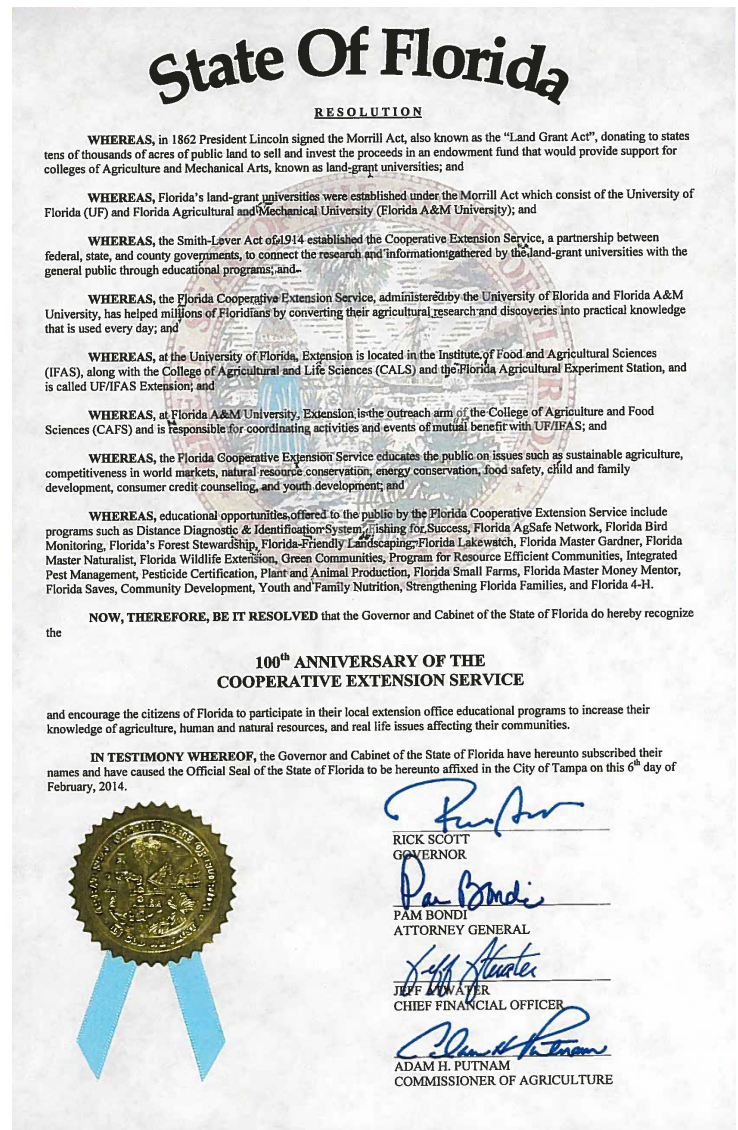 State Of Florida
RESOLUTION
WHEREAS, in 1862 President Lincoln signed the Morrill Act, also known as the “Land Grant Act”, donating to states
tens of thousands of acres of public land to sell and invest the proceeds in an endowment fund that would provide support for
colleges of Agriculture and Mechanical Arts, known as land-grant universities; and
WHEREAS, Florida’s land-grant universities were established under the Morrill Act which consist of the University of
Florida (UF) and Florida Agricultural and Mechanical University (Florida A&M University); and
WHEREAS, the Smith-Lever Act of 1914 established the Cooperative Extension Service, a partnership between
federal, state, and county governments, to connect the research and information gathered by the land-grant universities with the
general public through educational programs; and
WHEREAS, the Florida Cooperative Extension Service, administered by the University of Florida and Florida A&M
University, has helped millions of Floridians by converting their agricultural research and discoveries into practical knowledge
that is used every day; and
WHEREAS, at the University of Florida, Extension is located in the Institute of Food and Agricultural Sciences
(IFAS), along with the College of Agricultural and Life Sciences (CALS) and the Florida Agricultural Experiment Station, and
is called UF/IFAS Extension; and
WHEREAS, at Florida A&M University, Extension is the outreach arm of the College of Agriculture and Food
Sciences (CAFS) and is responsible for coordinating activities and events of mutual benefit with UF/IFAS; and
WHEREAS, the Florida Cooperative Extension Service educates the public on issues such as sustainable agriculture,
competitiveness in world markets, natural resource conservation, energy conservation, food safety, child and family
development, consumer credit counseling, and youth development; and
WHEREAS, educational opportunities offered to the public by the Florida Cooperative Extension Service include
programs such as Distance Diagnostic & Identification System, Fishing for Success, Florida AgSafe Network, Florida Bird
Monitoring, Florida’s Forest Stewardship, Florida-Friendly Landscaping, Florida Lakewatch, Florida Master Gardner, Florida
Master Naturalist, Florida Wildlife Extension, Green Communities, Program for Resource Efficient Communities, Integrated
Pest Management, Pesticide Certification, Plant and Animal Production, Florida Small Farms, Florida Master Money Mentor,
Florida Saves, Community Development, Youth and Family Nutrition, Strengthening Florida Families, and Florida 4-H.
NOW, THEREFORE, BE IT RESOLVED that the Governor and Cabinet of the State of Florida do hereby recognize
the
100th ANNIVERSARY OF THE
COOPERATIVE EXTENSION SERVICE
and encourage the citizens of Florida to participate in their local extension office educational programs to increase their
knowledge of agriculture, human and natural resources, and real life issues affecting their communities.
IN TESTIMONY WHEREOF, the Governor and Cabinet of the State of Florida have hereunto subscribed their
names and have caused the Official Seal of the State of Florida to be hereunto affixed in the City of Tampa on this 6th day of
February, 2014.
RICK SCOTT
GOVERNOR
Pam Bondi
PAM BONDI
ATTORNEY GENERAL
Jeff Atwater
JEFF ATWATER
CHIEF FINANCIAL OFFICER
Adam H Putnam
ADAM H. PUTNAM
COMMISSIONER OF AGRICULTURE